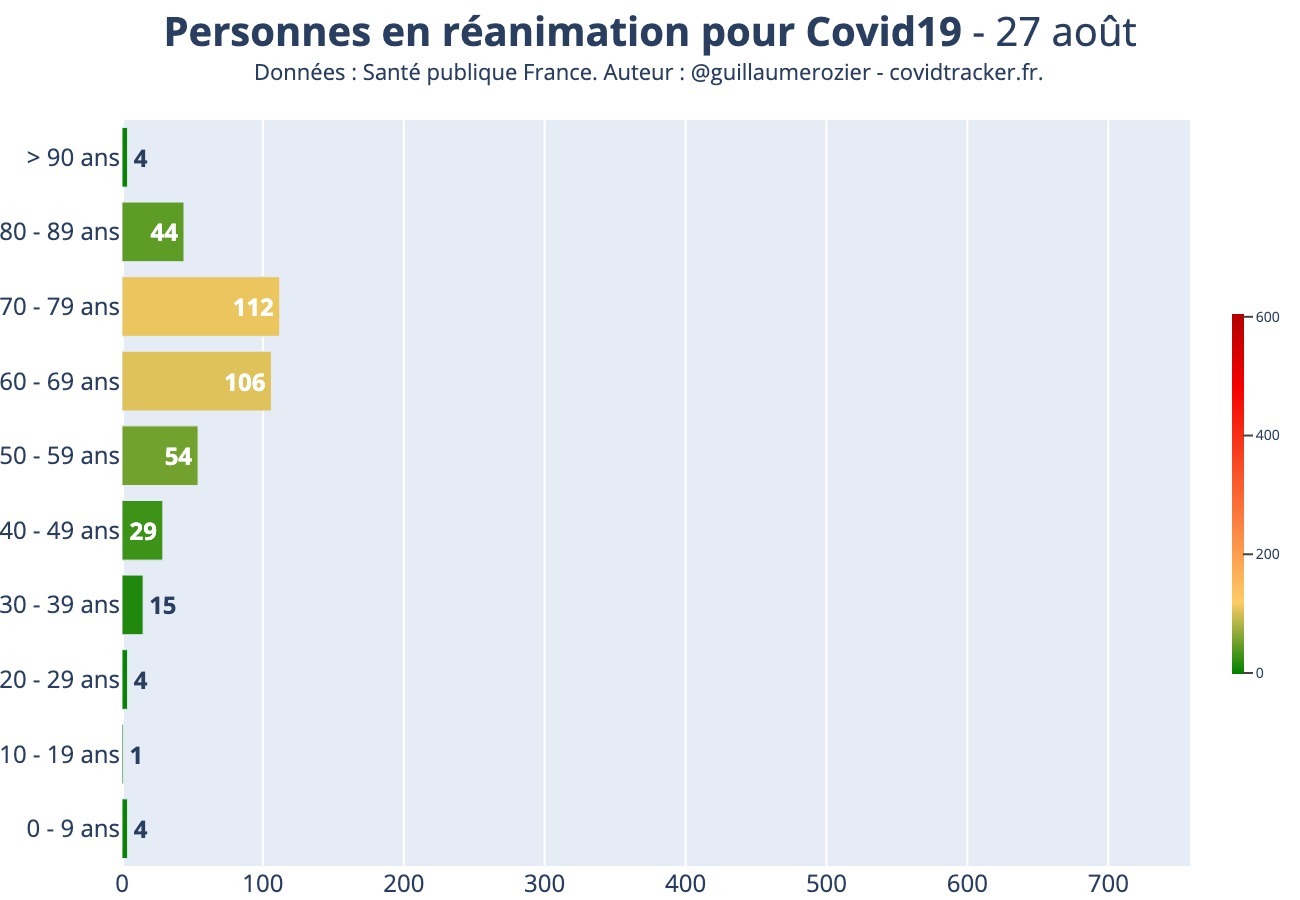 Personnes en réanimation pour Covid19 - 27 août
Données : Santé publique France. Auteur : @guillaumerozier - covidtracker.fr.
> 90 ans 4
80 - 89 ans 44
70 - 79 ans 112
60 - 69 ans 106
50 - 59 ans 54
40 - 49 ans 29
30 - 39 ans 15
20 - 29 ans 4
10 - 19 ans 1
0 - 9 ans 4
0 100 200 300 400 500 600 700
600
400
200
0